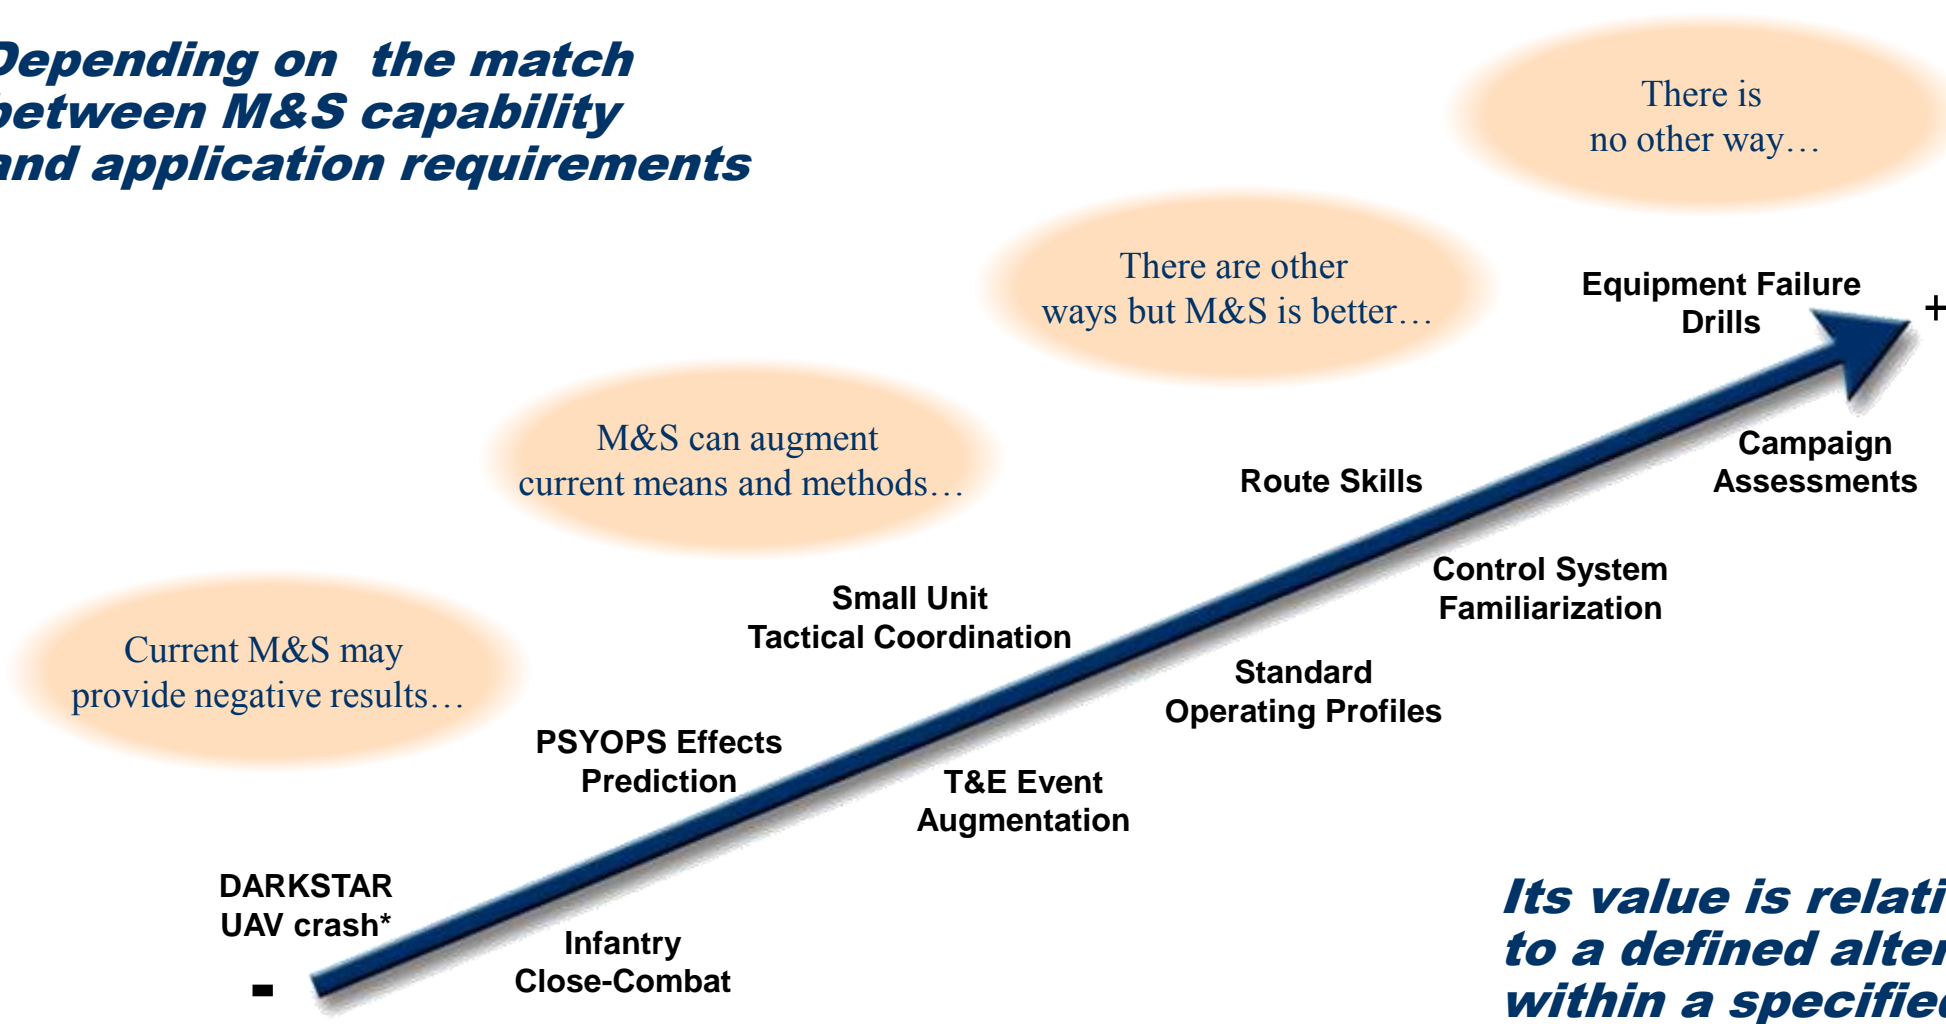 Depending on the match
between M&S capability
and application requirements
There is
no other way…
There are other
ways but M&S is better…
Equipment Failure
Drills
+
M&S can augment
current means and methods…
Campaign
Assessments
Route Skills
Control System
Familiarization
Small Unit
Tactical Coordination
Current M&S may
provide negative results…
Standard
Operating Profiles
PSYOPS Effects
Prediction
T&E Event
Augmentation
DARKSTAR
UAV crash*
Infantry
Close-Combat
-
Its value is
to a defined
within a